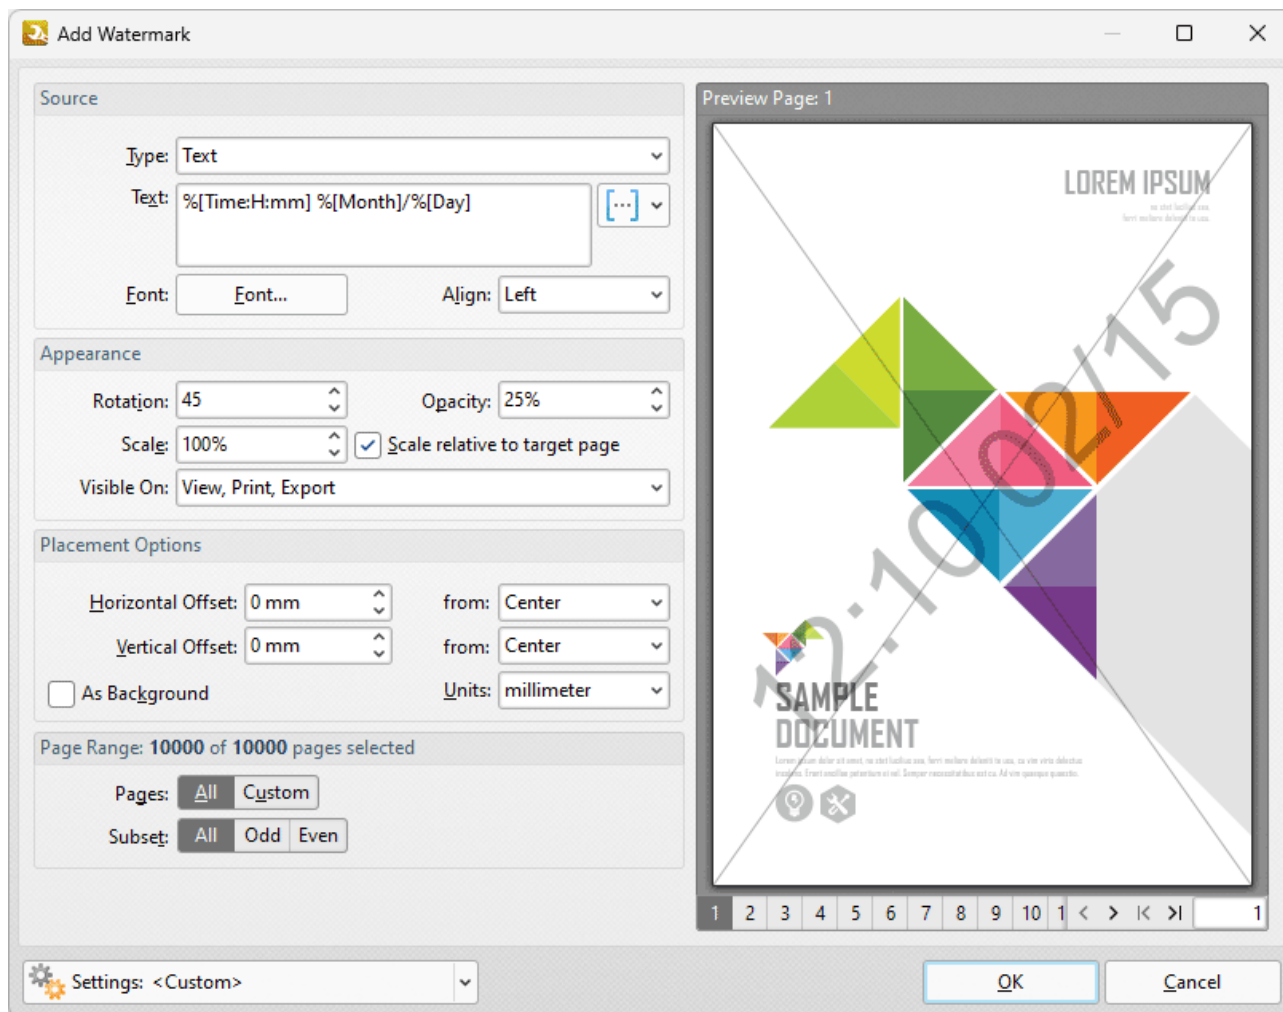 Add Watermark
Source
Type: Text
Text: %[Time:H:mm] %[Month]/%[Day]
Font: Font... Align: Left
Appearance
Rotation: 45 Opacity: 25%
Scale: 100% Scale relative to target page
Visible On: View, Print, Export
Placement Options
Horizontal Offset: 0 mm from: Center
Vertical Offset: 0 mm from: Center
As Background Units: millimeter
Page Range: 10000 of 10000 pages selected
Pages: All Custom
Subset: All Odd Even
Preview Page: 1
LOREM IPSUM
12:10 02/15
SAMPLE
DOCUMENT
1 2 3 4 5 6 7 8 9 10 1 1
Settings: <Custom> OK Cancel